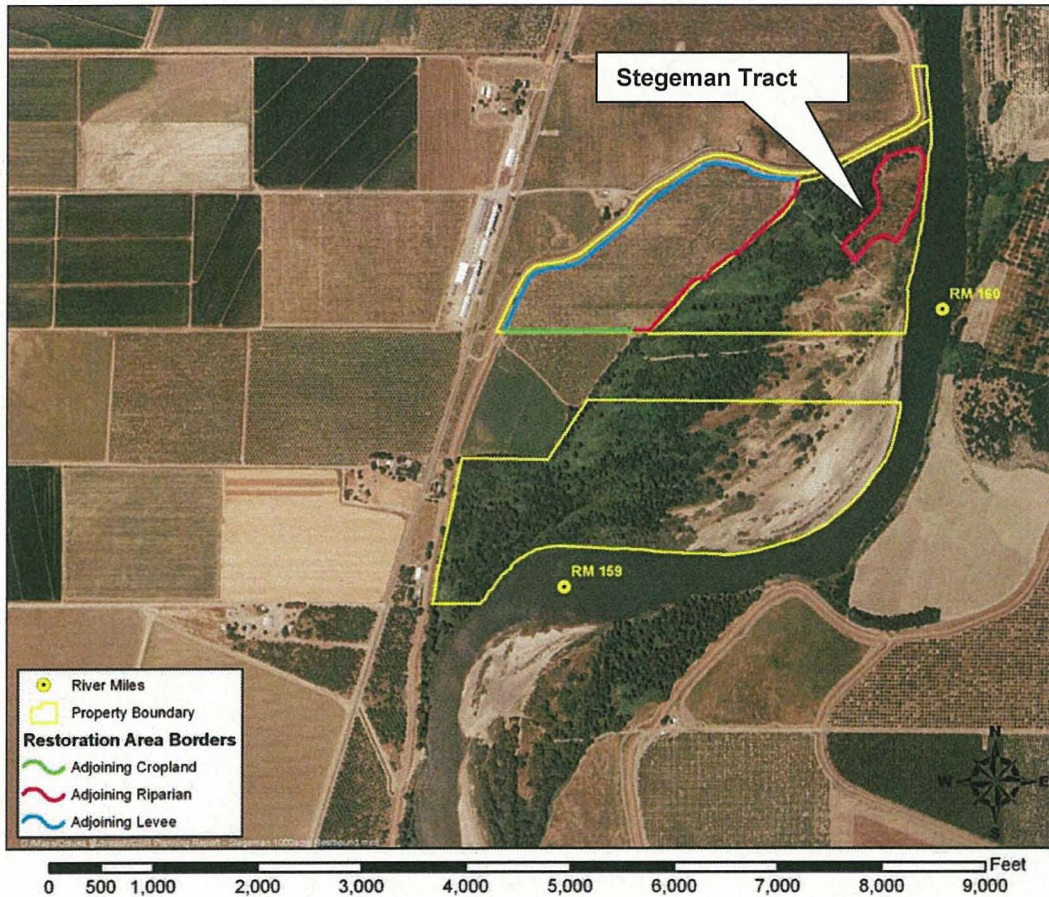 Stegeman Tract
RM 160
RM 159
River Miles
Property Boundary
Restoration Area Borders
Adjoining Cropland
Adjoining Riparian
Adjoining Levee
N
W E
S
Feet
0 500 1,000 2,000 3,000 4,000 5,000 6,000 7,000 8,000 9,000